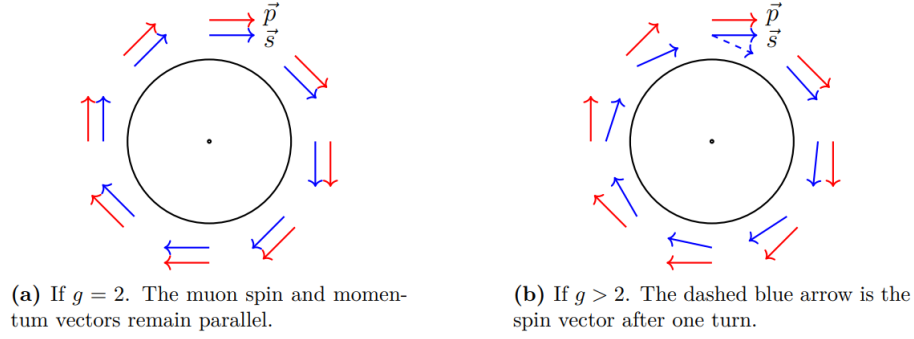 p⃗
s⃗
p⃗
s⃗
(a) If g = 2. The muon spin and momen-
tum vectors remain parallel.
(b) If g > 2. The dashed blue arrow is the
spin vector after one turn.